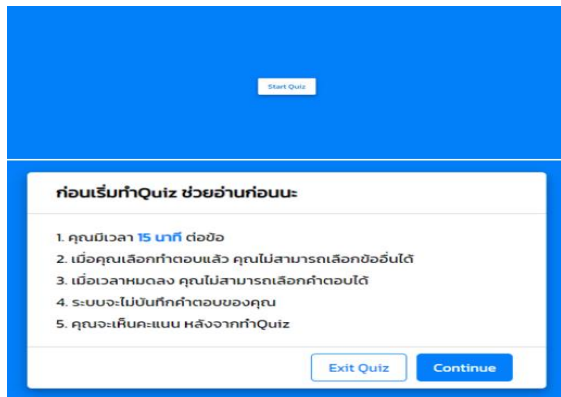 Start Quiz
ก่อนเริ่มทำQuiz ช่วยอ่านก่อนนะ
1. คุณมีเวลา 15 นาที ต่อข้อ
2. เมื่อคุณเลือกทำตอบแล้ว คุณไม่สามารถเลือกข้ออื่นได้
3. เมื่อเวลาหมดลง คุณไม่สามารถเลือกคำตอบได้
4. ระบบจะไม่บันทึกคำตอบของคุณ
5. คุณจะเห็นคะแนน หลังจากทำQuiz
Exit Quiz
Continue